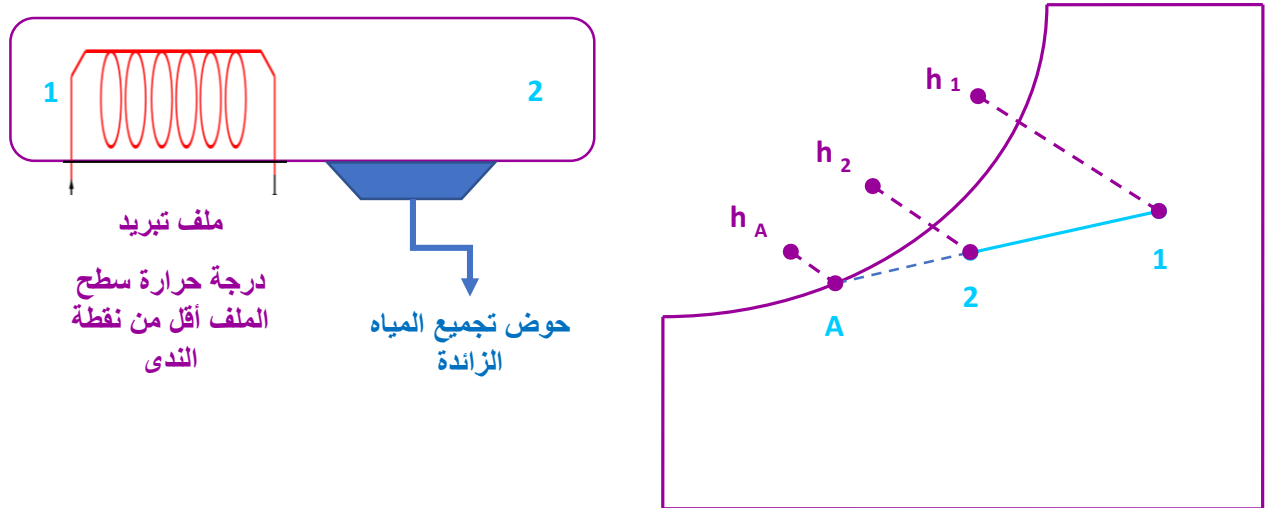 1
2
ملف تبريد
درجة حرارة سطح
الملف أقل من نقطة
الندى
حوض تجميع المياه
الزائدة
h 1
h 2
h A
1
2
A